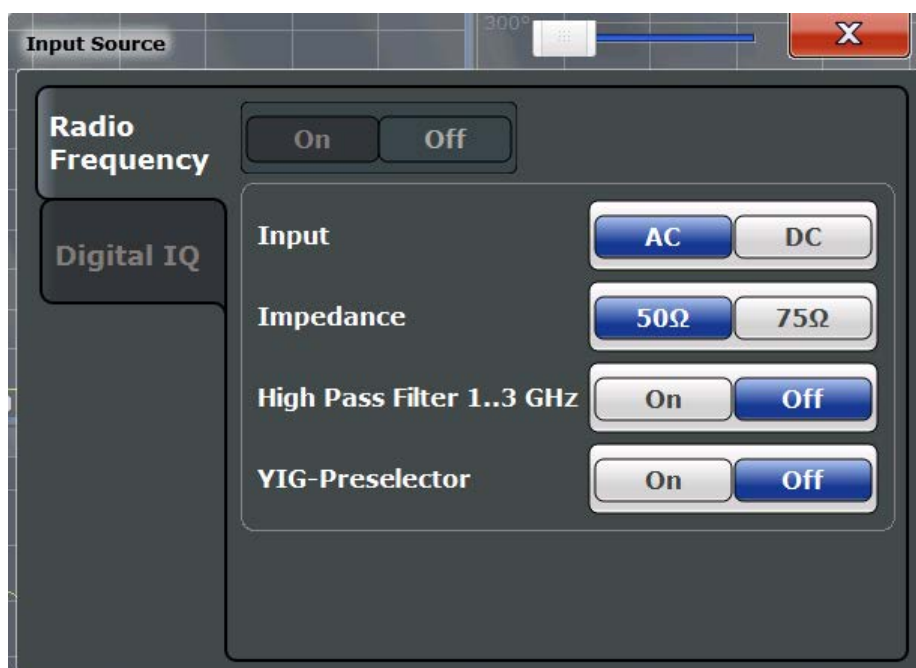 300°
Input Source
X
Radio
Frequency
On Off
Digital IQ
Input AC DC
Impedance 50Ω 75Ω
High Pass Filter 1..3 GHz On Off
YIG-Preselector On Off